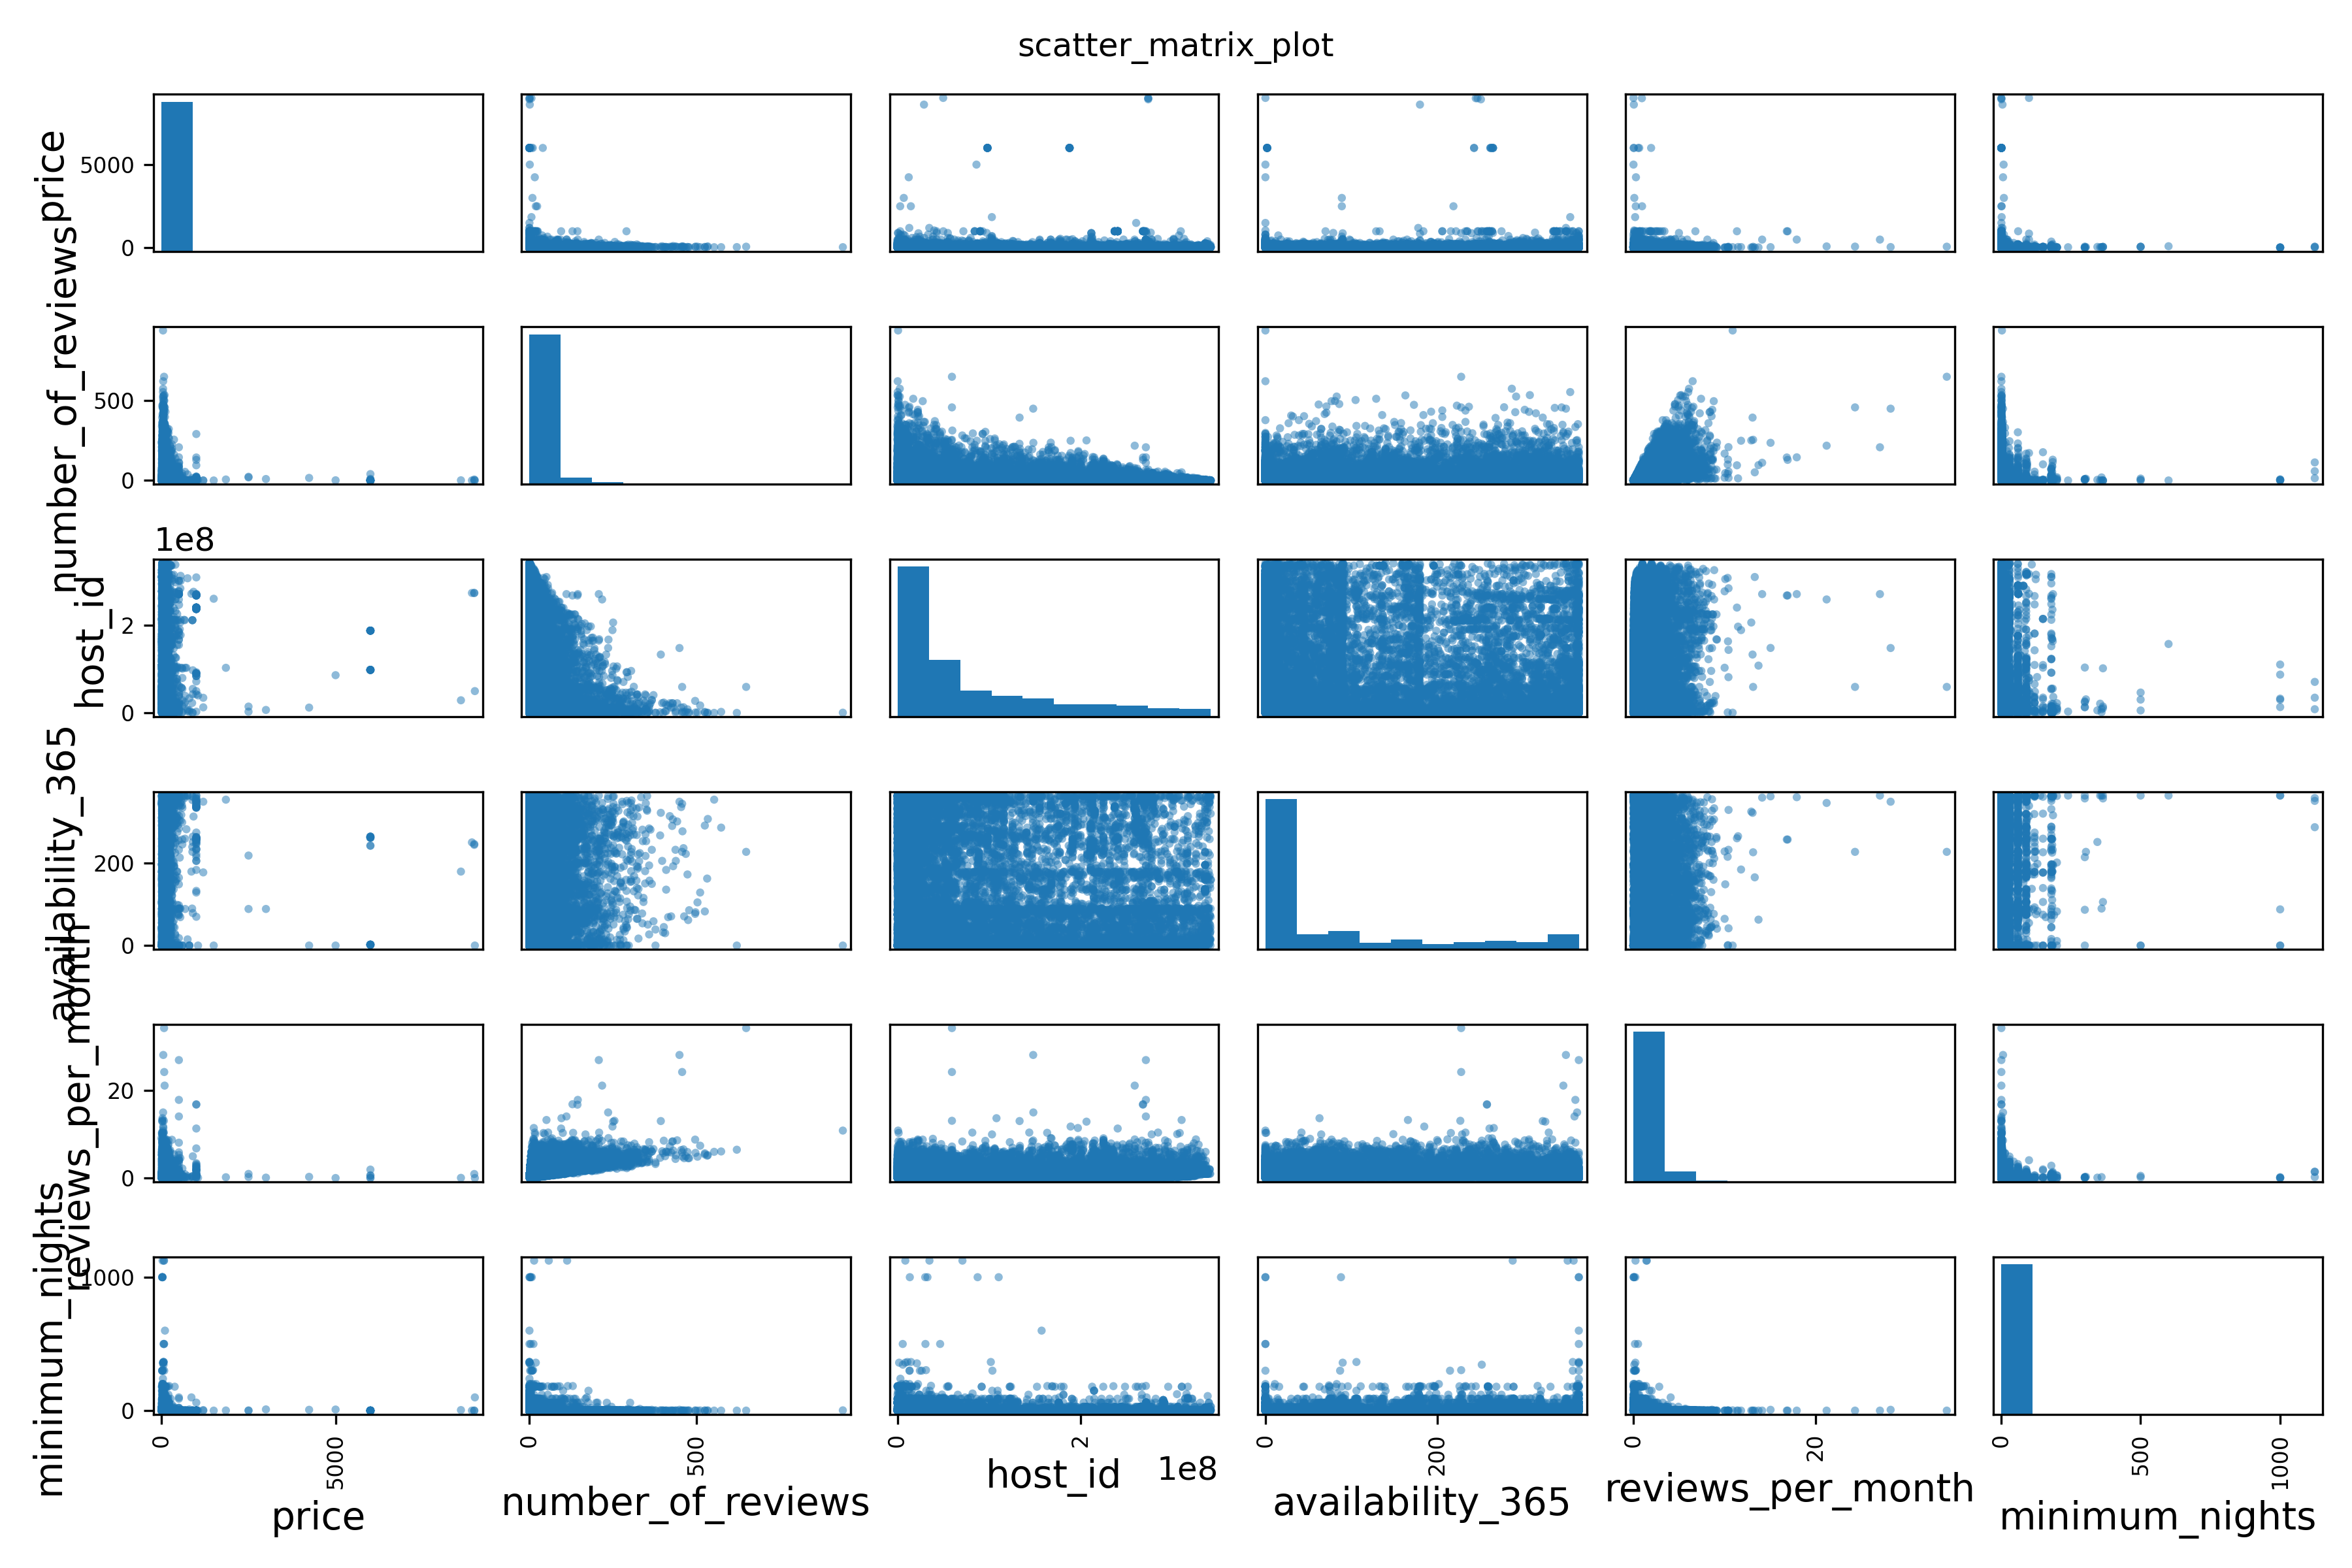 scatter_matrix_plot
price
5000
0
number_of_reviews
500
0
1e8
host_id
2
0
availability_365
200
0
reviews_per_month
20
0
minimum_nights
1000
0
0
5000
0
500
0
2
1e8
0
200
0
20
0
500
1000
price
number_of_reviews
host_id
availability_365
reviews_per_month
minimum_nights